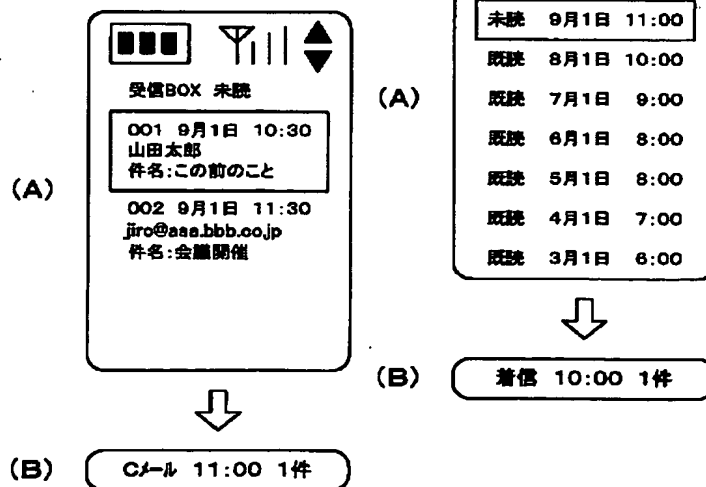 受信BOX 未読
001 9月1日 10:30
山田太郎
件名:この前のこと
002 9月1日 11:30
jiro@aaa.bbb.co.jp
件名:会議開催
(A)
(B)
Cメール 11:00 1件
未読 9月1日 11:00
既読 8月1日 10:00
既読 7月1日 9:00
既読 6月1日 8:00
既読 5月1日 8:00
既読 4月1日 7:00
既読 3月1日 6:00
(A)
(B)
着信 10:00 1件